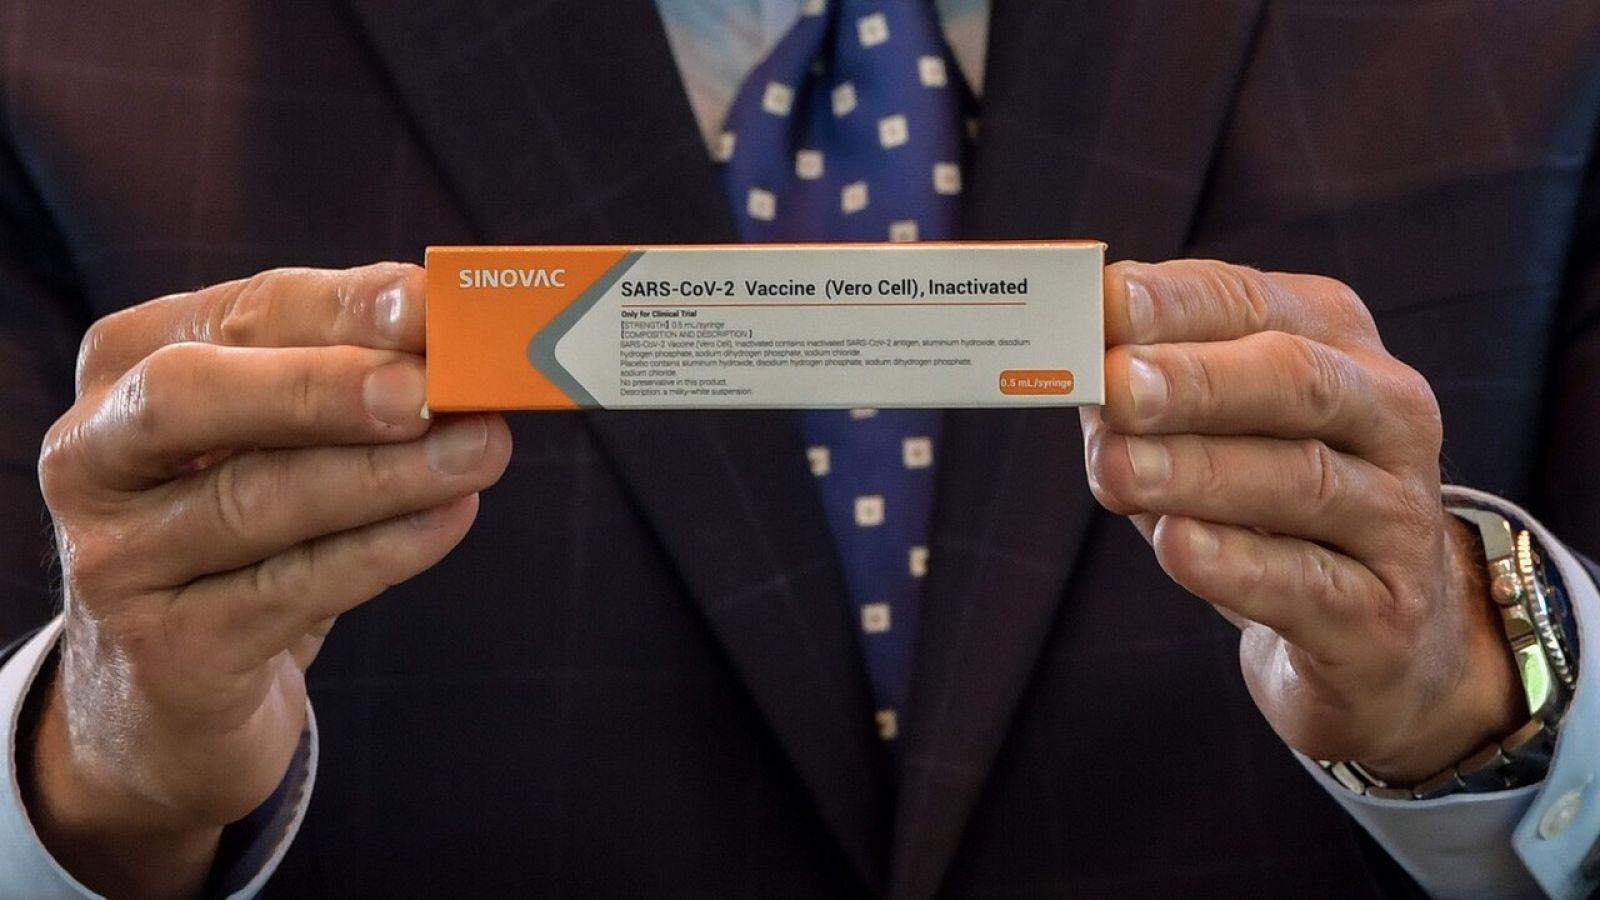 SINOVAC
SARS-CoV-2 Vaccine (Vero Cell), Inactivated
Only for Clinical Trial
【STRENGTH】0.5 mL/syringe
【COMPOSITION AND DESCRIPTION】
SARS-CoV-2 Vaccine (Vero Cell), Inactivated contains inactivated SARS-CoV-2 antigen, aluminium hydroxide, disodium
hydrogen phosphate, sodium dihydrogen phosphate, sodium chloride.
Placebo contains aluminium hydroxide, disodium hydrogen phosphate, sodium dihydrogen phosphate,
sodium chloride.
No preservative in this product.
Description: a milky-white suspension.
0.5 mL/syringe